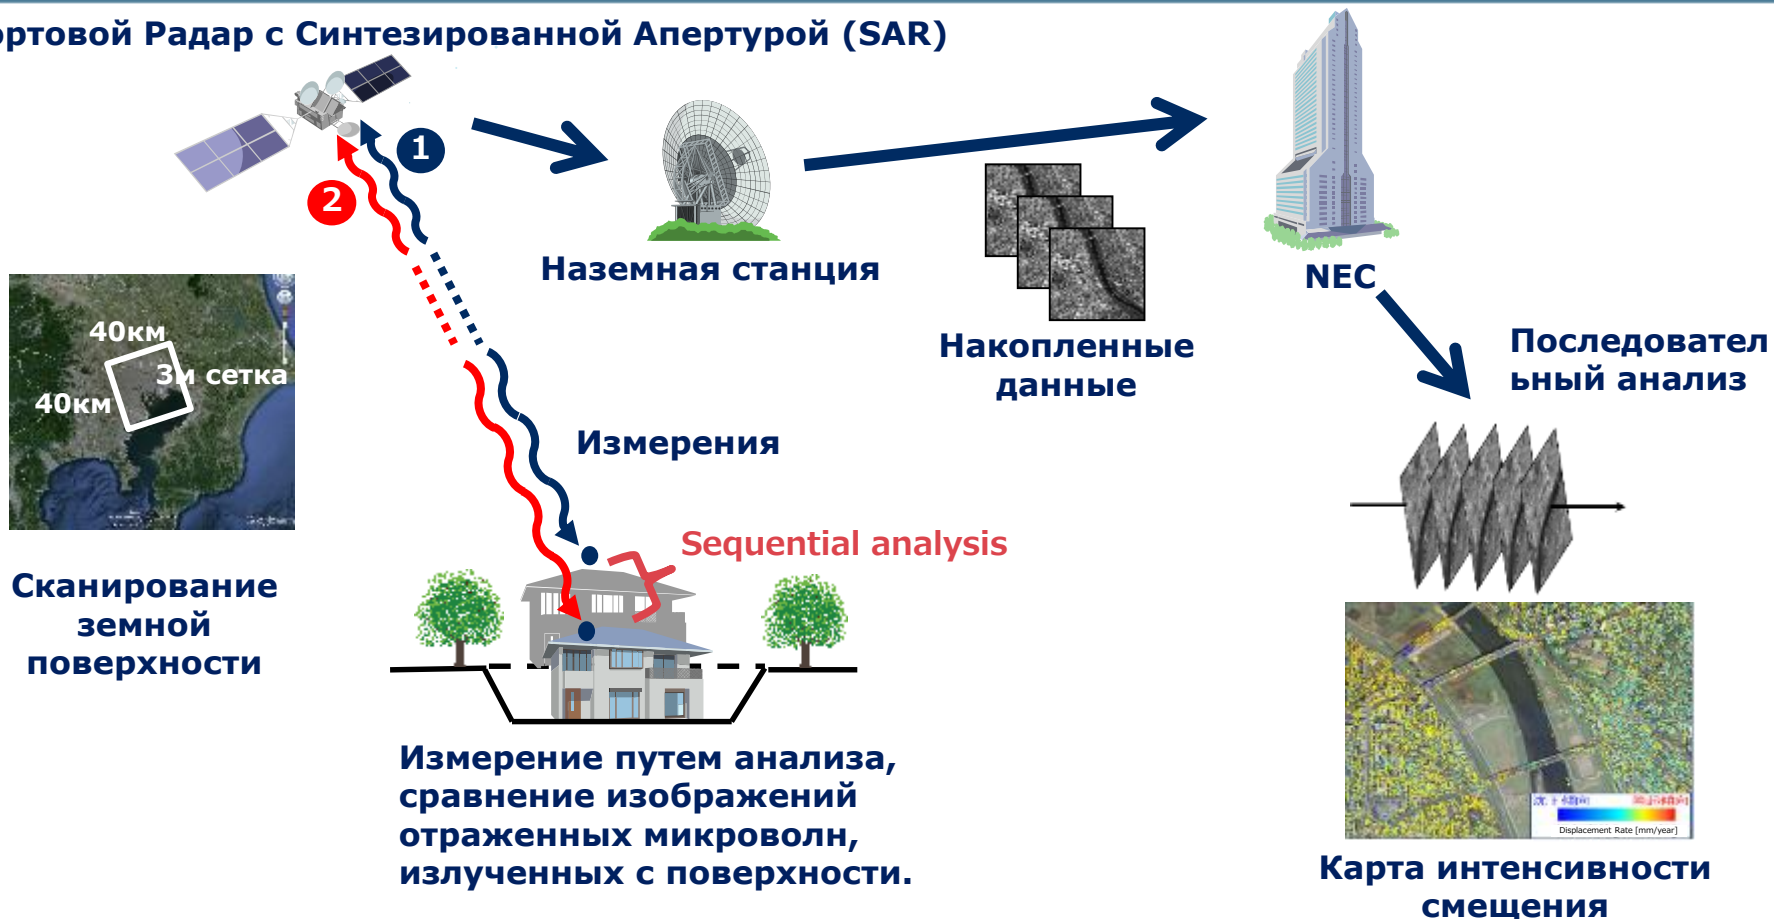 ортовой Радар с Синтезированной Апертурой (SAR)
1
2
Наземная станция
NEC
40км
3м сетка
40км
Накопленные
данные
Последовател
ьный анализ
Измерения
Sequential analysis
Сканирование
земной
поверхности
Измерение путем анализа,
сравнение изображений
отраженных микроволн,
излученных с поверхности.
Displacement Rate [mm/year]
Карта интенсивности
смещения